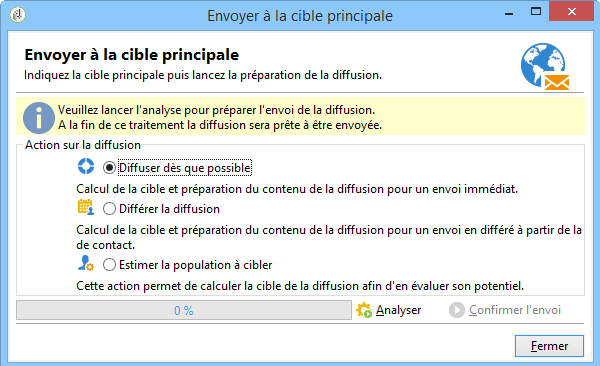 Envoyer à la cible principale
Envoyer à la cible principale
Indiquez la cible principale puis lancez la préparation de la diffusion.
Veuillez lancer l'analyse pour préparer l'envoi de la diffusion.
A la fin de ce traitement la diffusion sera prête à être envoyée.
Action sur la diffusion
Diffuser dès que possible
Calcul de la cible et préparation du contenu de la diffusion pour un envoi immédiat.
Différer la diffusion
Calcul de la cible et préparation du contenu de la diffusion pour un envoi en différé à partir de la
de contact.
Estimer la population à cibler
Cette action permet de calculer la cible de la diffusion afin d'en évaluer son potentiel.
0 % Analyser Confirmer l'envoi
Fermer